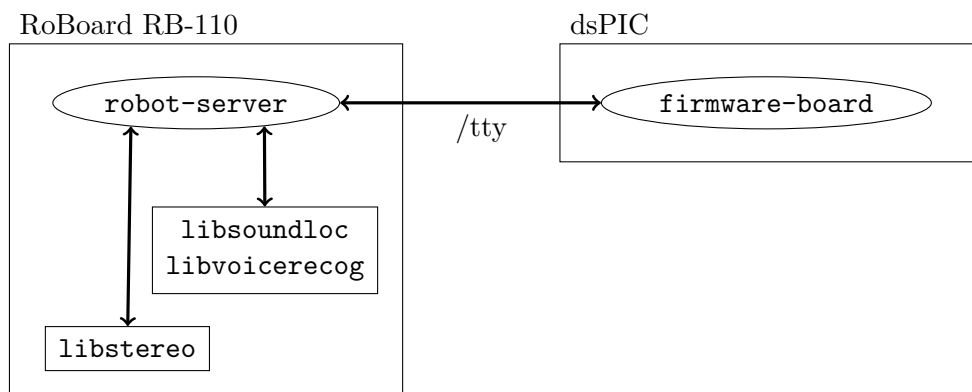 RoBoard RB-110
dsPIC
robot-server
firmware-board
/tty
libsoundloc
libvoicerecog
libstereo